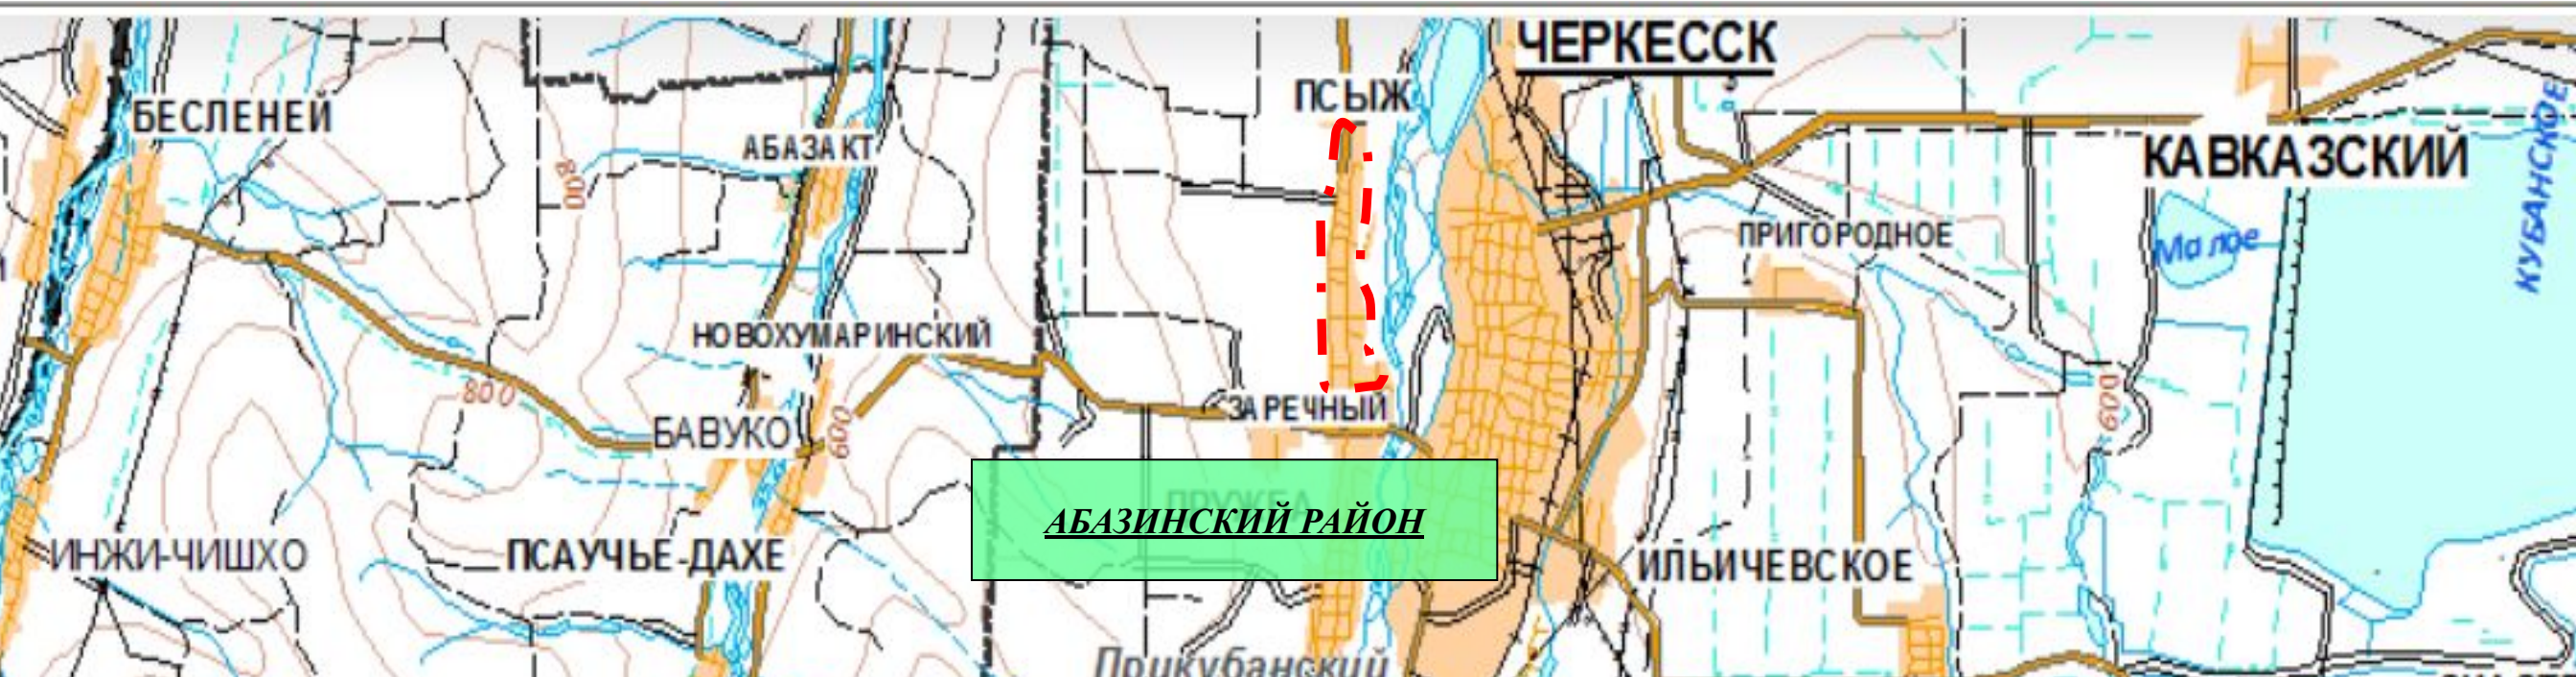 ЧЕРКЕССК
ПСЫЖ
БЕСЛЕНЕЙ
АБАЗАКТ
КУБАНСКОЕ
КАВКАЗСКИЙ
800
ПРИГОРОДНОЕ
Малое
НОВОХУМАРИНСКИЙ
800
600
ЗАРЕЧНЫЙ
600
БАВУКО
ДРУЖБА
АБАЗИНСКИЙ РАЙОН
ИНЖИ-ЧИШХО
ПСАУЧЬЕ-ДАХЕ
ИЛЬИЧЕВСКОЕ
Прикубанский